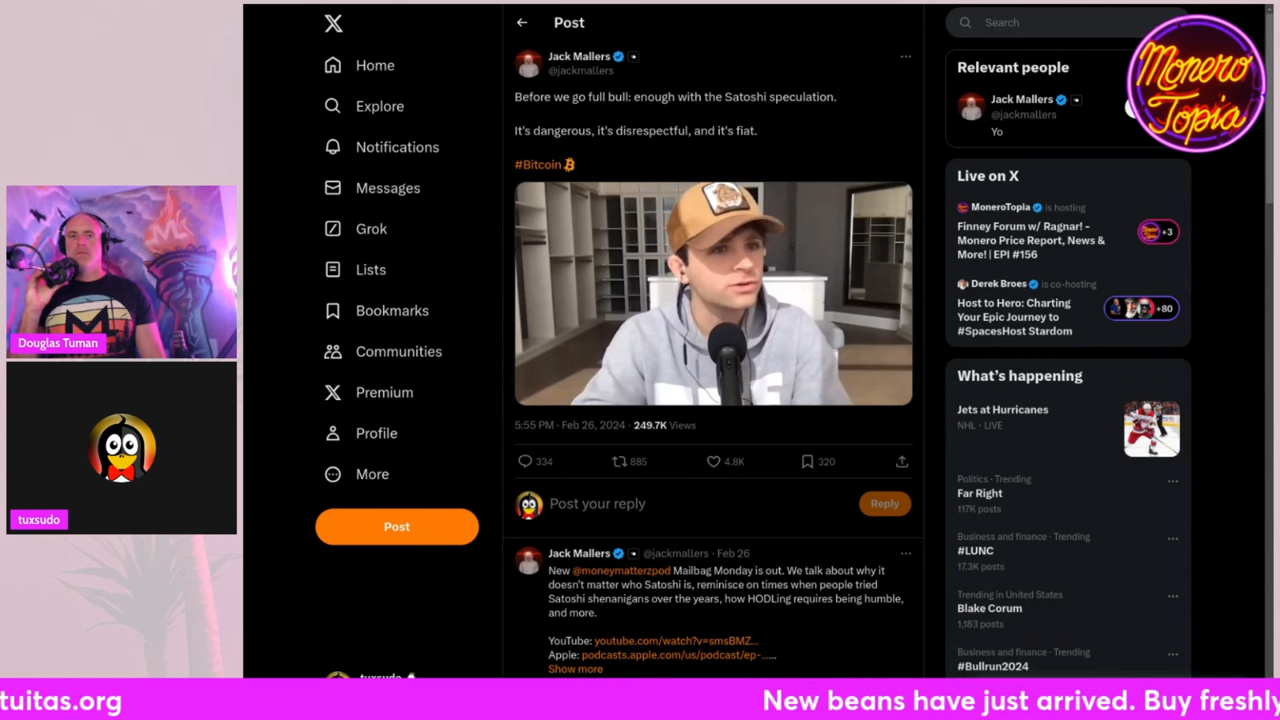 Douglas Tuman
tuxsudo
Home
Explore
Notifications
Messages
Grok
Lists
Bookmarks
Communities
Premium
Profile
More
Post
tuxsudo
Post
Jack Mallers
@jackmallers
Before we go full bull: enough with the Satoshi speculation.
It's dangerous, it's disrespectful, and it's fiat.
#Bitcoin
5:55 PM · Feb 26, 2024 · 249.7K Views
334 885 4.8K 320
Post your reply
Reply
Jack Mallers @jackmallers · Feb 26
New @moneymatterzpod Mailbag Monday is out. We talk about why it
doesn't matter who Satoshi is, reminisce on times when people tried
Satoshi shenanigans over the years, how HODLing requires being humble,
and more.
YouTube: youtube.com/watch?v=smsBMZ...
Apple: podcasts.apple.com/us/podcast/ep-......
Show more
Search
Monero
Topia
Relevant people
Jack Mallers
@jackmallers
Yo
Live on X
MoneroTopia is hosting
Finney Forum w/ Ragnar! -
Monero Price Report, News &
More! | EPI #156
+3
Derek Broes is co-hosting
Host to Hero: Charting
Your Epic Journey to
#SpacesHost Stardom
+80
What's happening
Jets at Hurricanes
NHL · LIVE
Politics · Trending
Far Right
117K posts
Business and finance · Trending
#LUNC
17.3K posts
Trending in United States
Blake Corum
1,183 posts
Business and finance · Trending
#Bullrun2024
tuitas.org
New beans have just arrived. Buy freshly